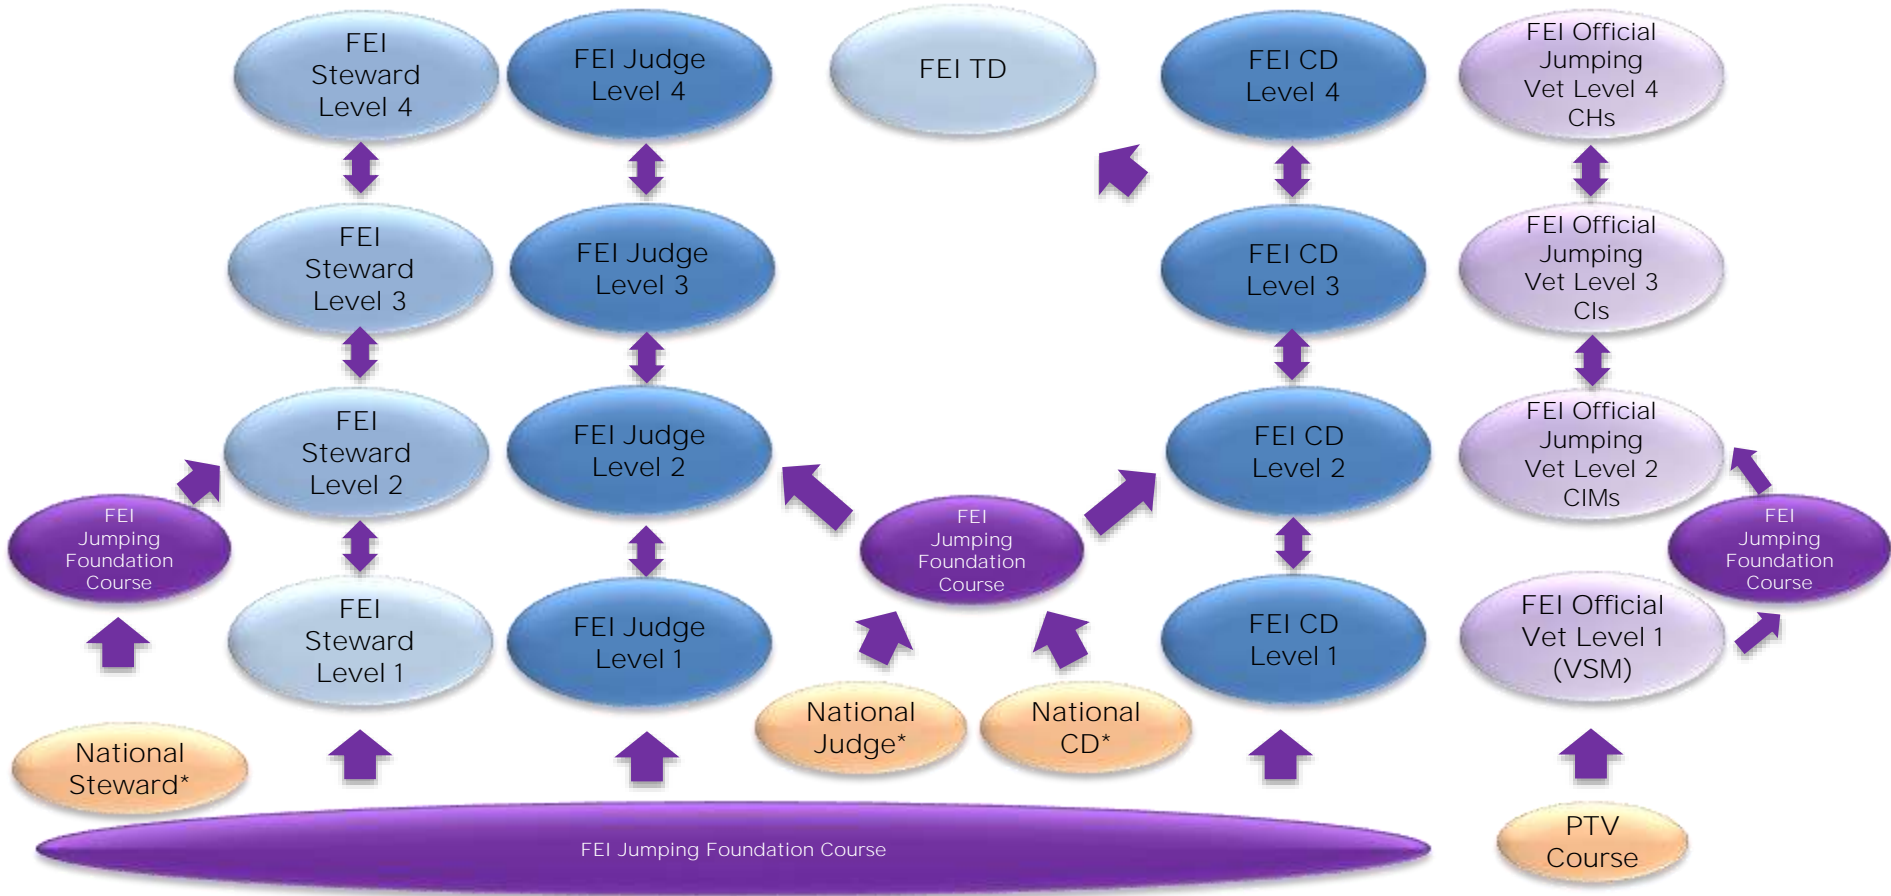 FEI
Steward
Level 4
FEI Judge
Level 4
FEI TD
FEI CD
Level 4
FEI Official
Jumping
Vet Level 4
CHs
FEI
Steward
Level 3
FEI Judge
Level 3
FEI CD
Level 3
FEI Official
Jumping
Vet Level 3
CIs
FEI
Steward
Level 2
FEI Judge
Level 2
FEI CD
Level 2
FEI Official
Jumping
Vet Level 2
CIMs
FEI
Jumping
Foundation
Course
FEI
Jumping
Foundation
Course
FEI
Jumping
Foundation
Course
FEI
Steward
Level 1
FEI Judge
Level 1
FEI CD
Level 1
FEI Official
Vet Level 1
(VSM)
National
Steward*
National
Judge*
National
CD*
FEI Jumping Foundation Course
PTV
Course